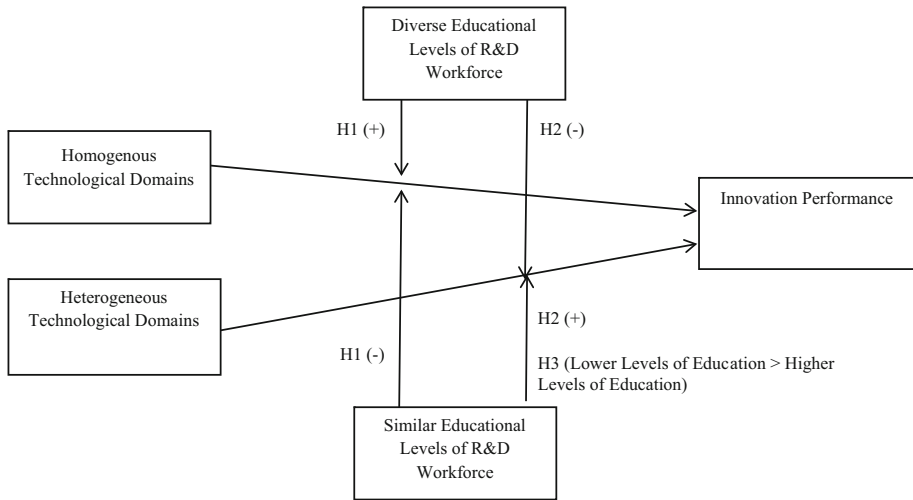 Diverse Educational
Levels of R&D
Workforce
H1 (+)
H2 (-)
Homogenous
Technological Domains
Innovation Performance
Heterogeneous
Technological Domains
H2 (+)
H1 (-)
H3 (Lower Levels of Education > Higher
Levels of Education)
Similar Educational
Levels of R&D
Workforce